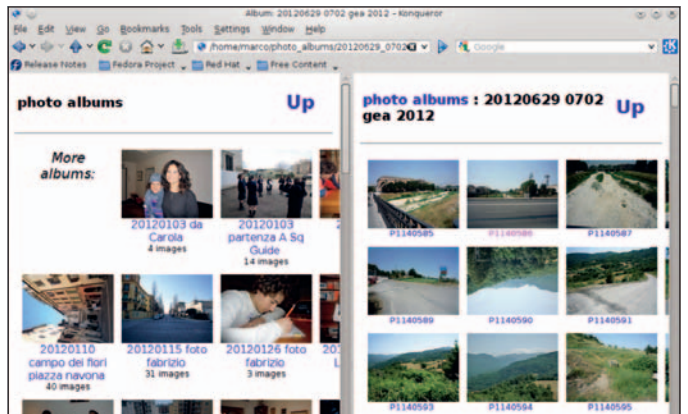 Album: 20120629 0702 gea 2012 - Konqueror
File Edit View Go Bookmarks Tools Settings Window Help
/home/marco/photo_albums/20120629_0702
Google
Release Notes
Fedora Project
Red Hat
Free Content
photo albums
Up
More
albums:
20120103 da
Carola
4 images
20120103
partenza A Sq
Guide
14 images
20120110
campo dei fiori
piazza navona
40 images
20120115 foto
fabrizio
31 images
20120126 foto
fabrizio
3 images
photo albums : 20120629 0702
gea 2012
Up
P1140585
P1140586
P1140587
P1140589
P1140590
P1140591
P1140593
P1140594
P1140595